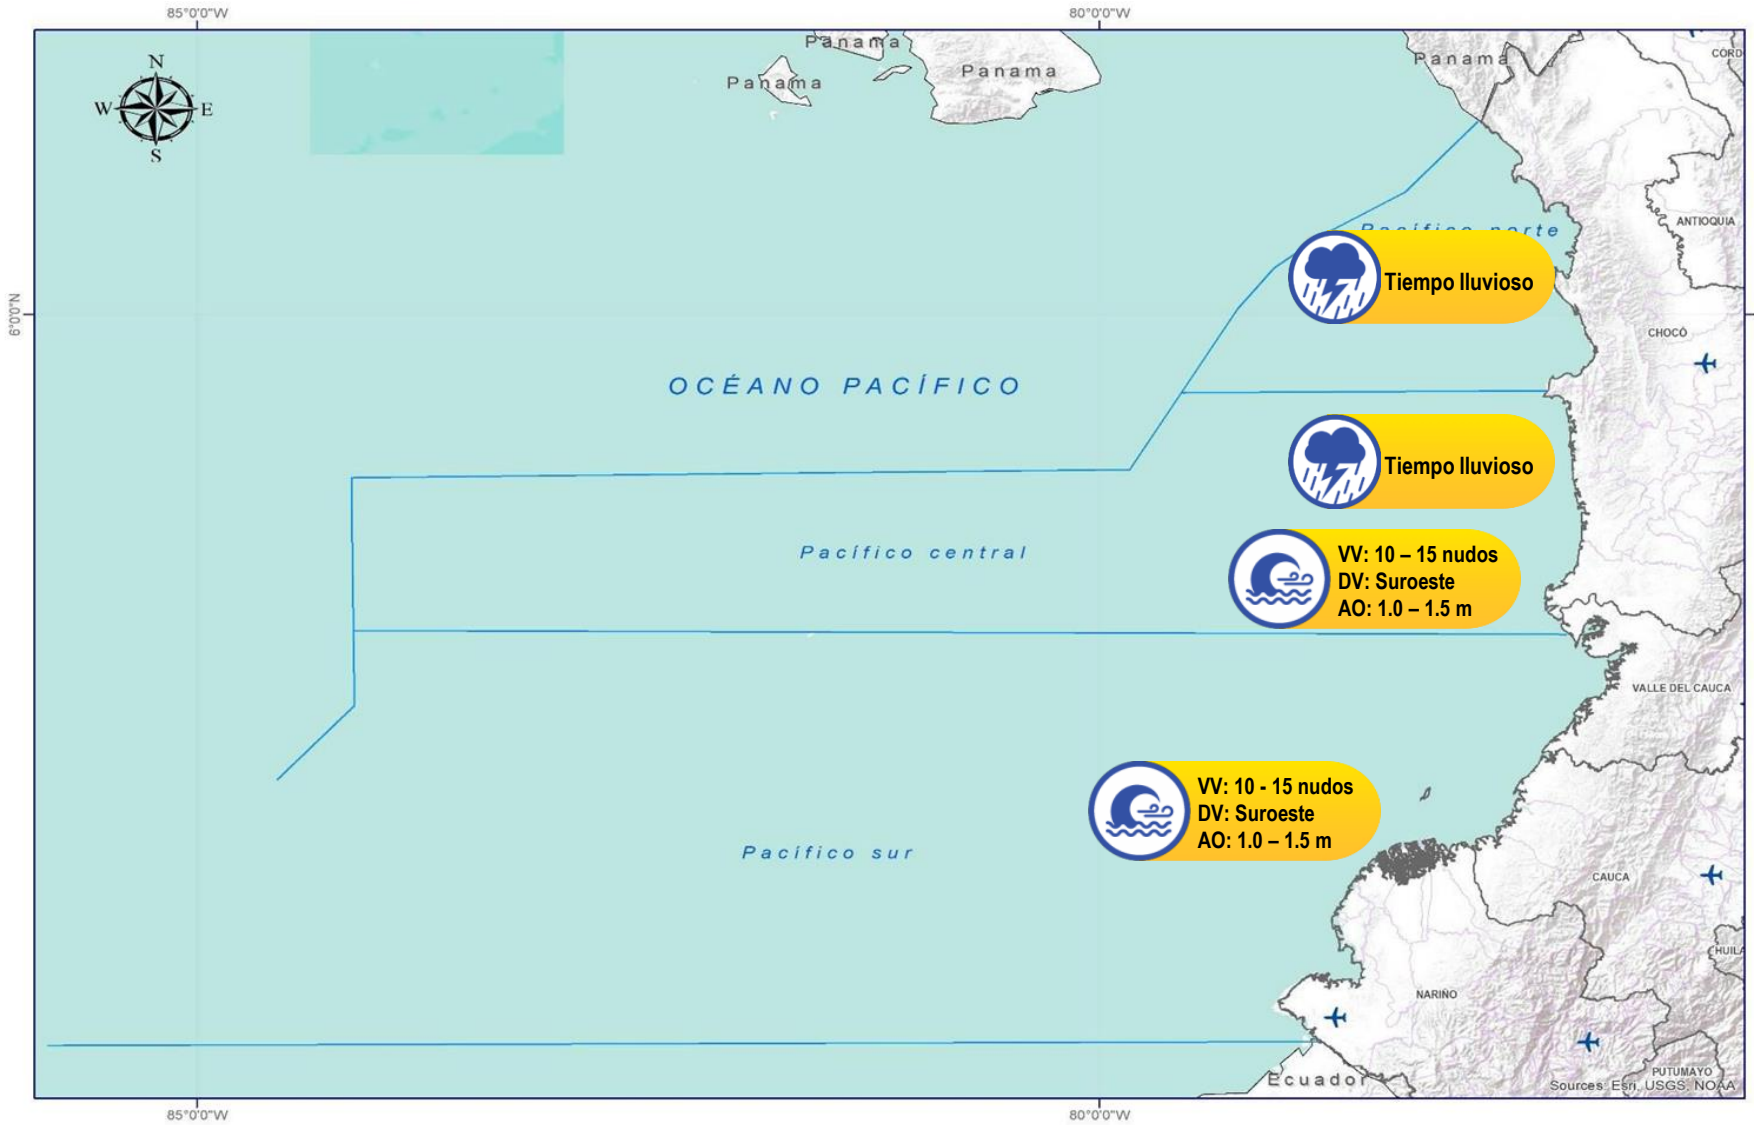 85°0'0"W
80°0'0"W
N
W
E
S
Panama
Panama
Panama
Panama
CÓRD
ANTIOQUIA
Pacífico norte
Tiempo lluvioso
6°0'0"N
CHOCÓ
OCÉANO PACÍFICO
Tiempo lluvioso
Pacífico central
VV: 10 – 15 nudos
DV: Suroeste
AO: 1.0 – 1.5 m
VALLE DEL CAUCA
VV: 10 - 15 nudos
DV: Suroeste
AO: 1.0 – 1.5 m
Pacífico sur
CAUCA
HUILA
NARIÑO
PUTUMAYO
Ecuador
Sources: Esri, USGS, NOAA
85°0'0"W
80°0'0"W